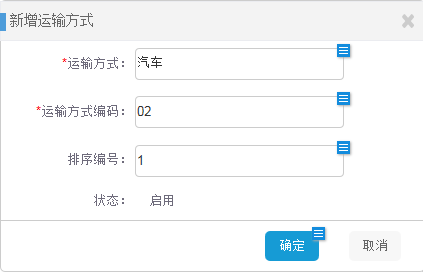 新增运输方式
*运输方式： 汽车
*运输方式编码： 02
排序编号： 1
状态： 启用
确定 取消